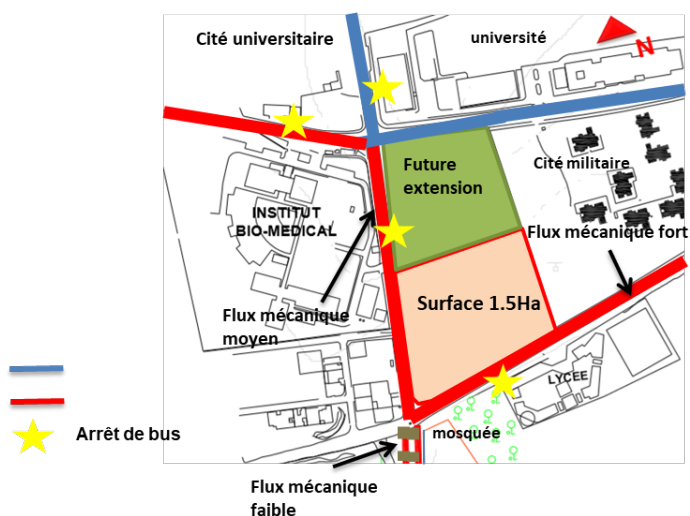 Cité universitaire
université
N
Future
extension
Cité militaire
INSTITUT
BIO-MEDICAL
Flux mécanique fort
Surface 1.5Ha
Flux mécanique
moyen
LYCEE
Arrêt de bus
mosquée
Flux mécanique
faible